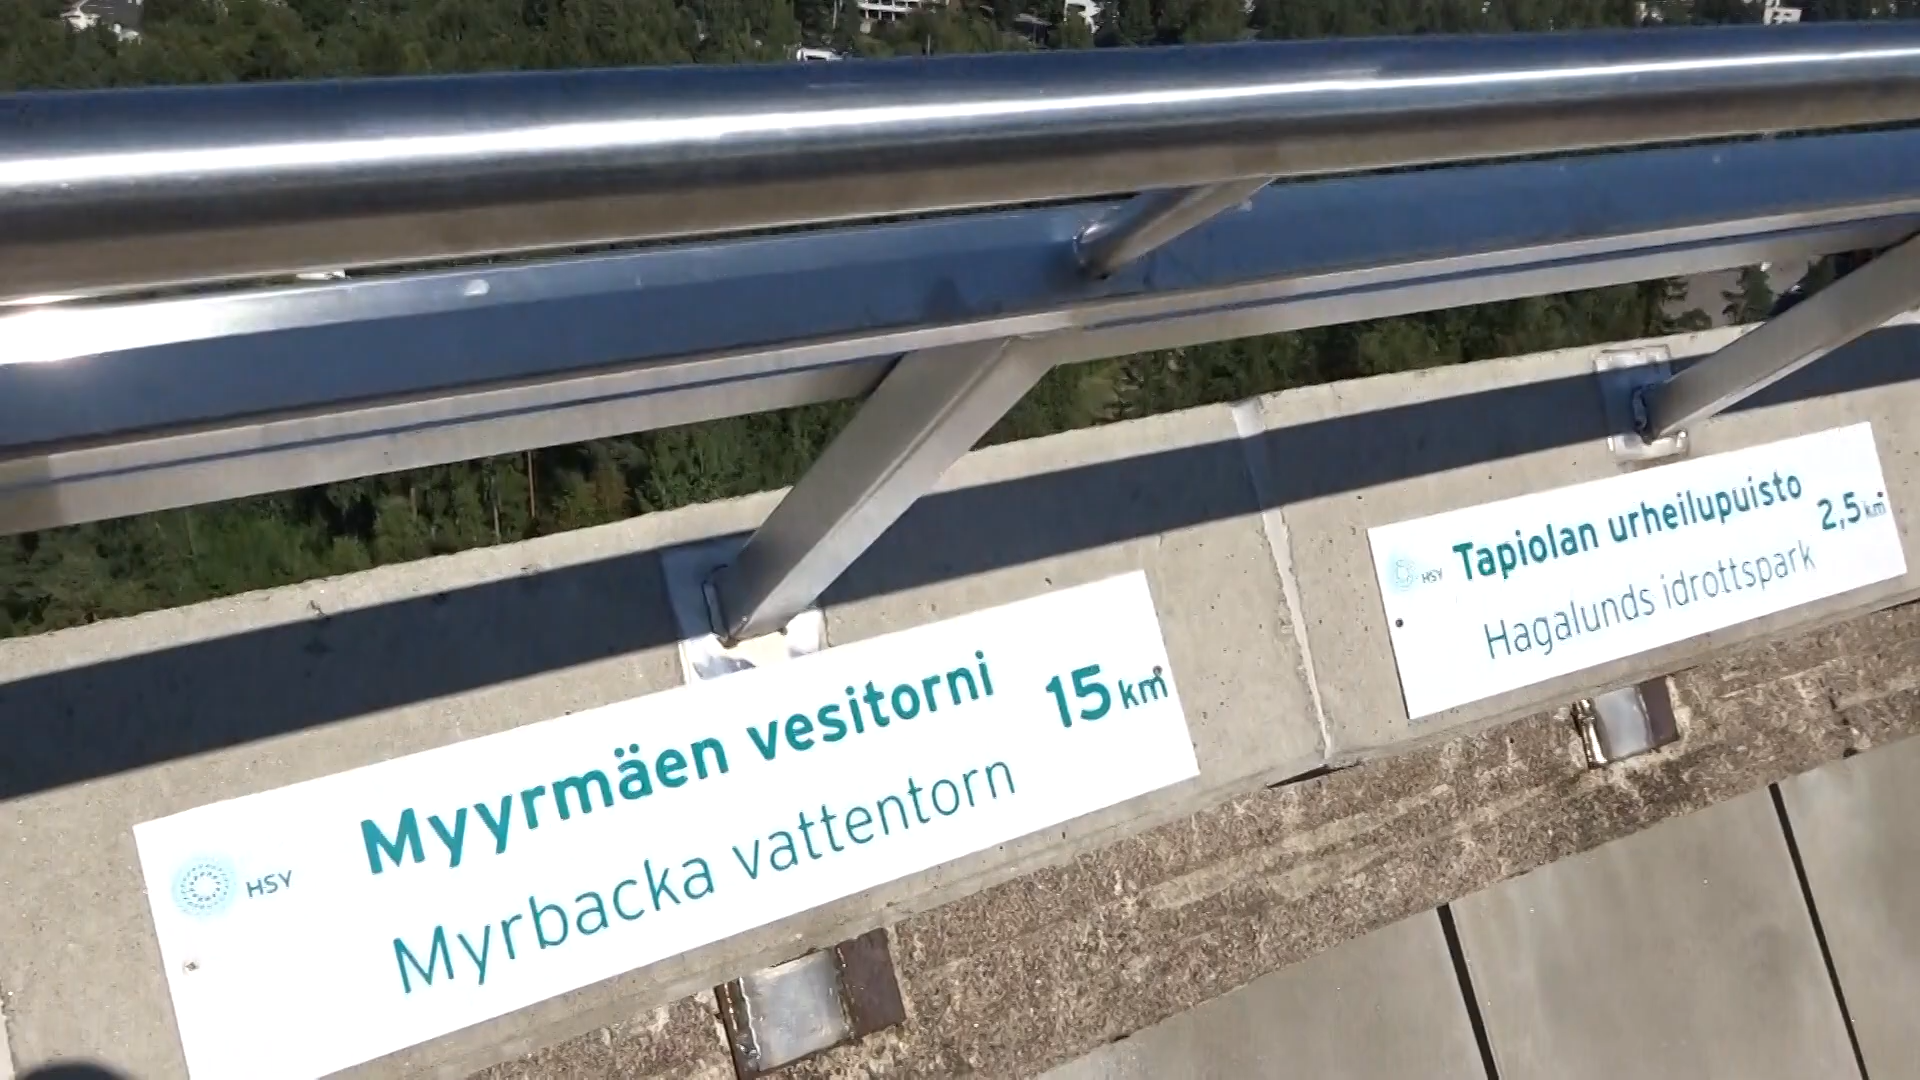 HSY Myyrmäen vesitorni 15 km
Myrbacka vattentorn
HSY Tapiolan urheilupuisto 2,5 km
Hagalunds idrottspark